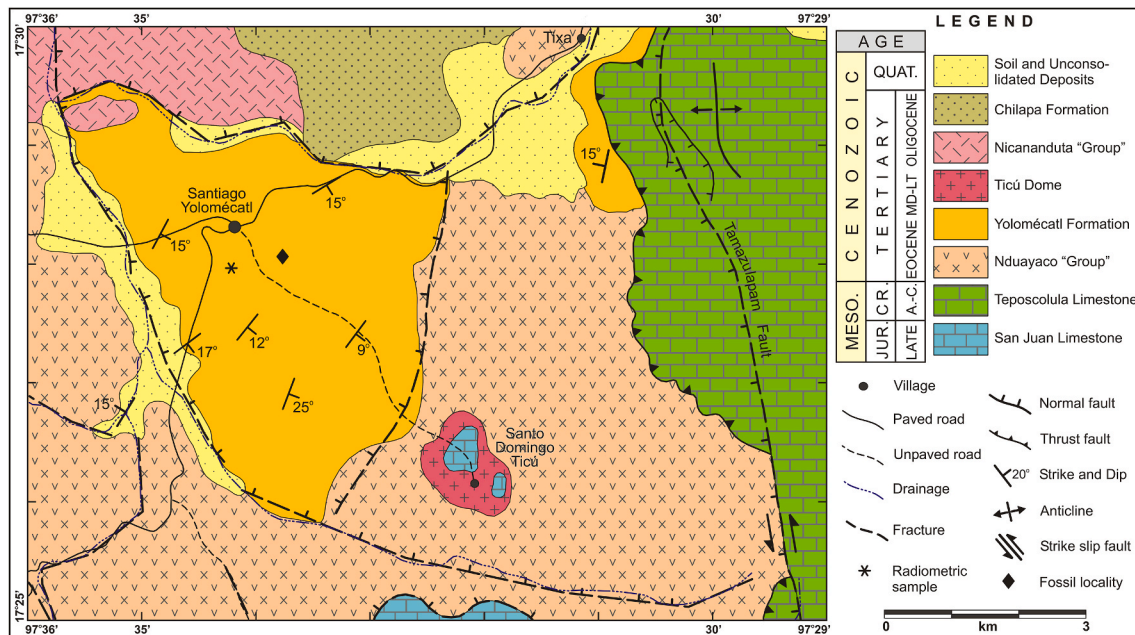 97°36'
35'
30'
97°29'
17°30'
17°25'
97°36'
35'
30'
97°29'
Tixa
Santiago
Yolomécatl
15°
15°
15°
17°
12°
9°
25°
15°
Santo
Domingo
Ticú
Tamazulapam Fault
LEGEND
AGE
CENOZOIC
MESO.
QUAT.
TERTIARY
CR.
JUR.
OLIGOCENE
MD-LT
EOCENE
A.-C.
LATE
Soil and Unconso-
lidated Deposits
Chilapa Formation
Nicananduta “Group”
Ticú Dome
Yolomécatl Formation
Nduayaco “Group”
Teposcolula Limestone
San Juan Limestone
Village
Paved road
Unpaved road
Drainage
Fracture
Radiometric
sample
Normal fault
Thrust fault
20°
Strike and Dip
Anticline
Strike slip fault
Fossil locality
0
km
3